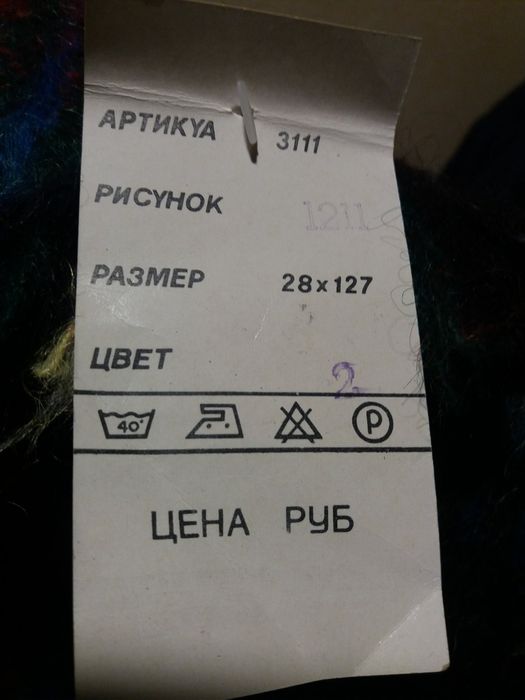 АРТИКУЛ 3111
РИСУНОК 1211
РАЗМЕР 28х127
ЦВЕТ 2
40° P
ЦЕНА РУБ